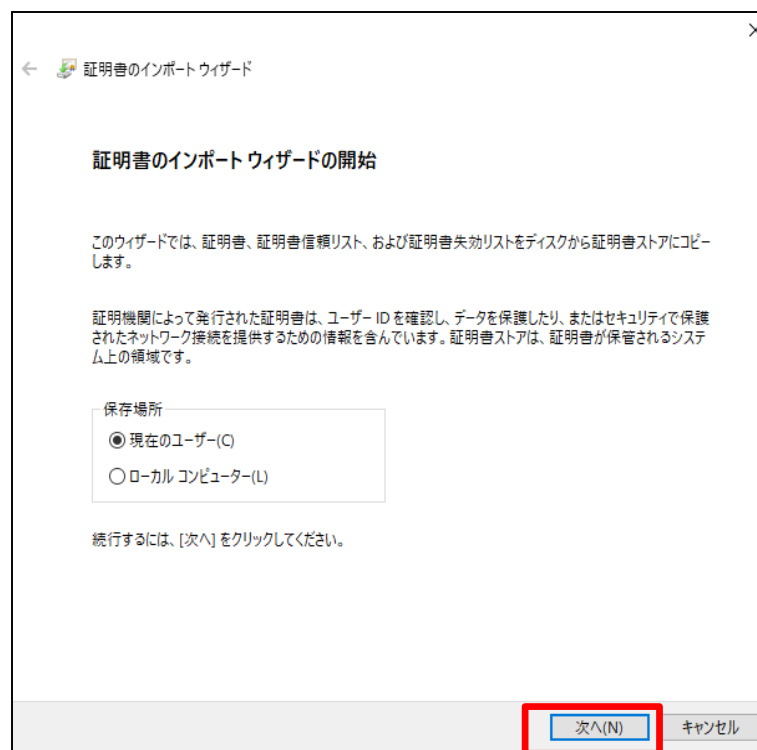 証明書のインポート ウィザード
証明書のインポート ウィザードの開始
このウィザードでは、証明書、証明書信頼リスト、および証明書失効リストをディスクから証明書ストアにコピー
します。
証明機関によって発行された証明書は、ユーザー ID を確認し、データを保護したり、またはセキュリティで保護
されたネットワーク接続を提供するための情報を含んでいます。証明書ストアは、証明書が保管されるシステ
ム上の領域です。
保存場所
現在のユーザー(C)
ローカル コンピューター(L)
続行するには、[次へ] をクリックしてください。
次へ(N) キャンセル